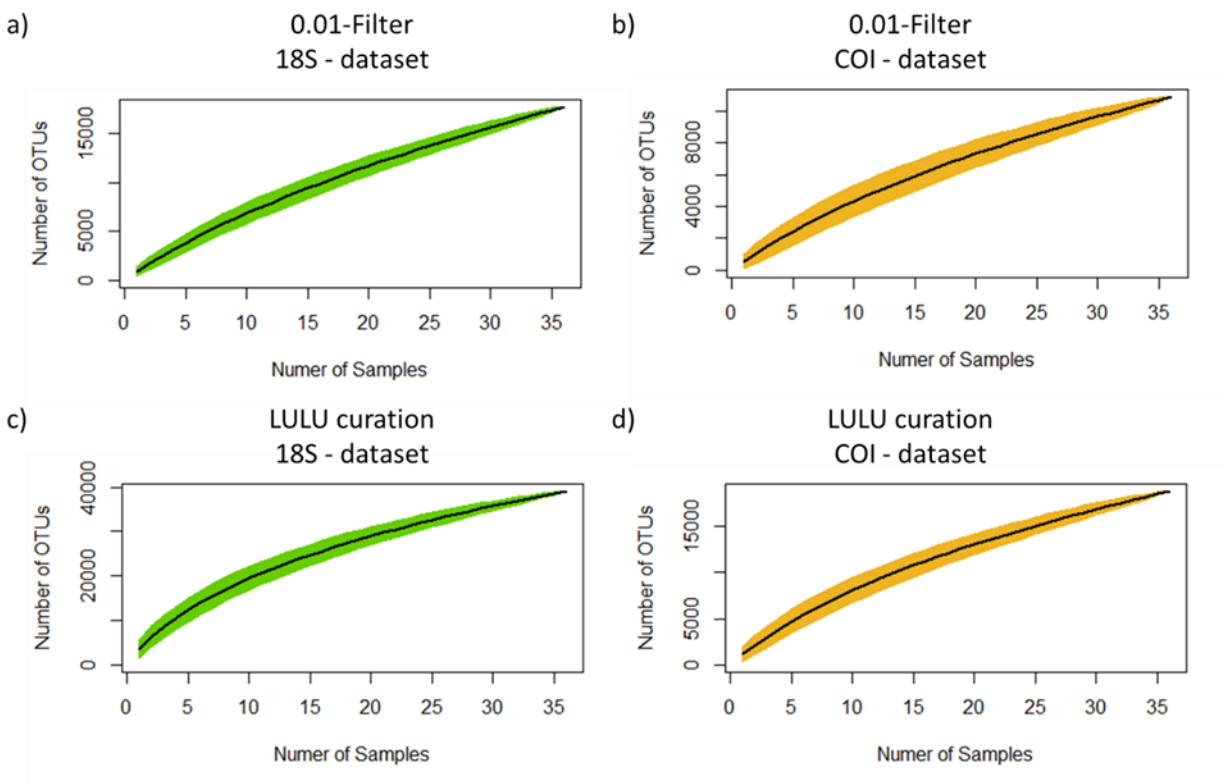 a)
0.01-Filter
18S - dataset
Number of OTUs
0
5000
15000
0 5 10 15 20 25 30 35
Numer of Samples
b)
0.01-Filter
COI - dataset
Number of OTUs
0
4000
8000
0 5 10 15 20 25 30 35
Numer of Samples
c)
LULU curation
18S - dataset
Number of OTUs
0
20000
40000
0 5 10 15 20 25 30 35
Numer of Samples
d)
LULU curation
COI - dataset
Number of OTUs
0
5000
15000
0 5 10 15 20 25 30 35
Numer of Samples